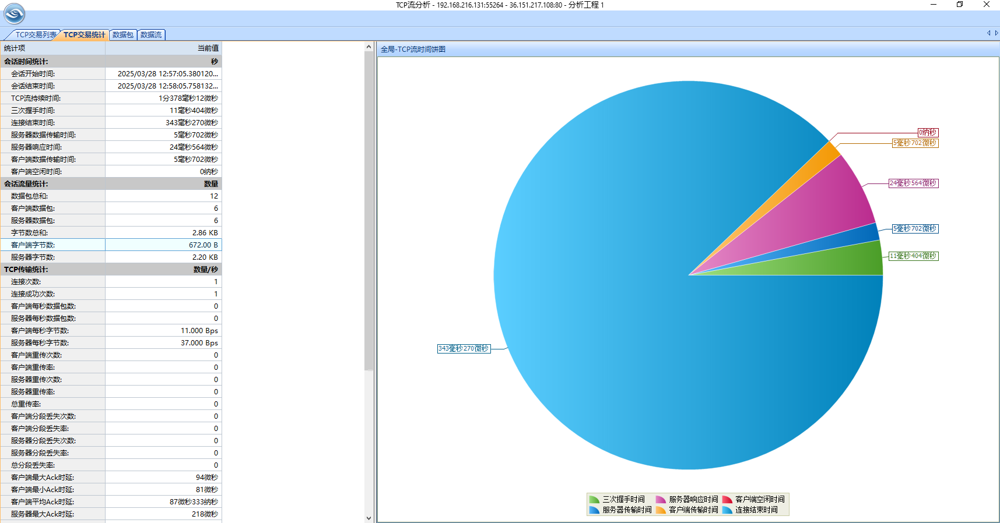 TCP流分析 - 192.168.216.131:55264 - 36.151.217.108:80 - 分析工程 1
TCP交易列表 TCP交易统计 数据包 数据流
统计项 当前值
会话时间统计: 秒
会话开始时间: 2025/03/28 12:57:05.380120...
会话结束时间: 2025/03/28 12:58:05.758132...
TCP流持续时间: 1分378毫秒12微秒
三次握手时间: 11毫秒404微秒
连接结束时间: 343毫秒270微秒
服务器数据传输时间: 5毫秒702微秒
服务器响应时间: 24毫秒564微秒
客户端数据传输时间: 5毫秒702微秒
客户端空闲时间: 0纳秒
会话流量统计: 数量
数据包总和: 12
客户端数据包: 6
服务器数据包: 6
字节数总和: 2.86 KB
客户端字节数: 672.00 B
服务器字节数: 2.20 KB
TCP传输统计: 数量/秒
连接次数: 1
连接成功次数: 1
客户端每秒数据包数: 0
服务器每秒数据包数: 0
客户端每秒字节数: 11.000 Bps
服务器每秒字节数: 37.000 Bps
客户端重传次数: 0
客户端重传率: 0
服务器重传次数: 0
服务器重传率: 0
总重传率: 0
客户端分段丢失次数: 0
客户端分段丢失率: 0
服务器分段丢失次数: 0
服务器分段丢失率: 0
总分段丢失率: 0
客户端最大Ack时延: 94微秒
客户端最小Ack时延: 81微秒
客户端平均Ack时延: 87微秒333纳秒
服务器最大Ack时延: 218微秒
全局-TCP流时间饼图
0纳秒
5毫秒702微秒
24毫秒564微秒
5毫秒702微秒
11毫秒404微秒
343毫秒270微秒
三次握手时间 服务器响应时间 客户端空闲时间
服务器传输时间 客户端传输时间 连接结束时间